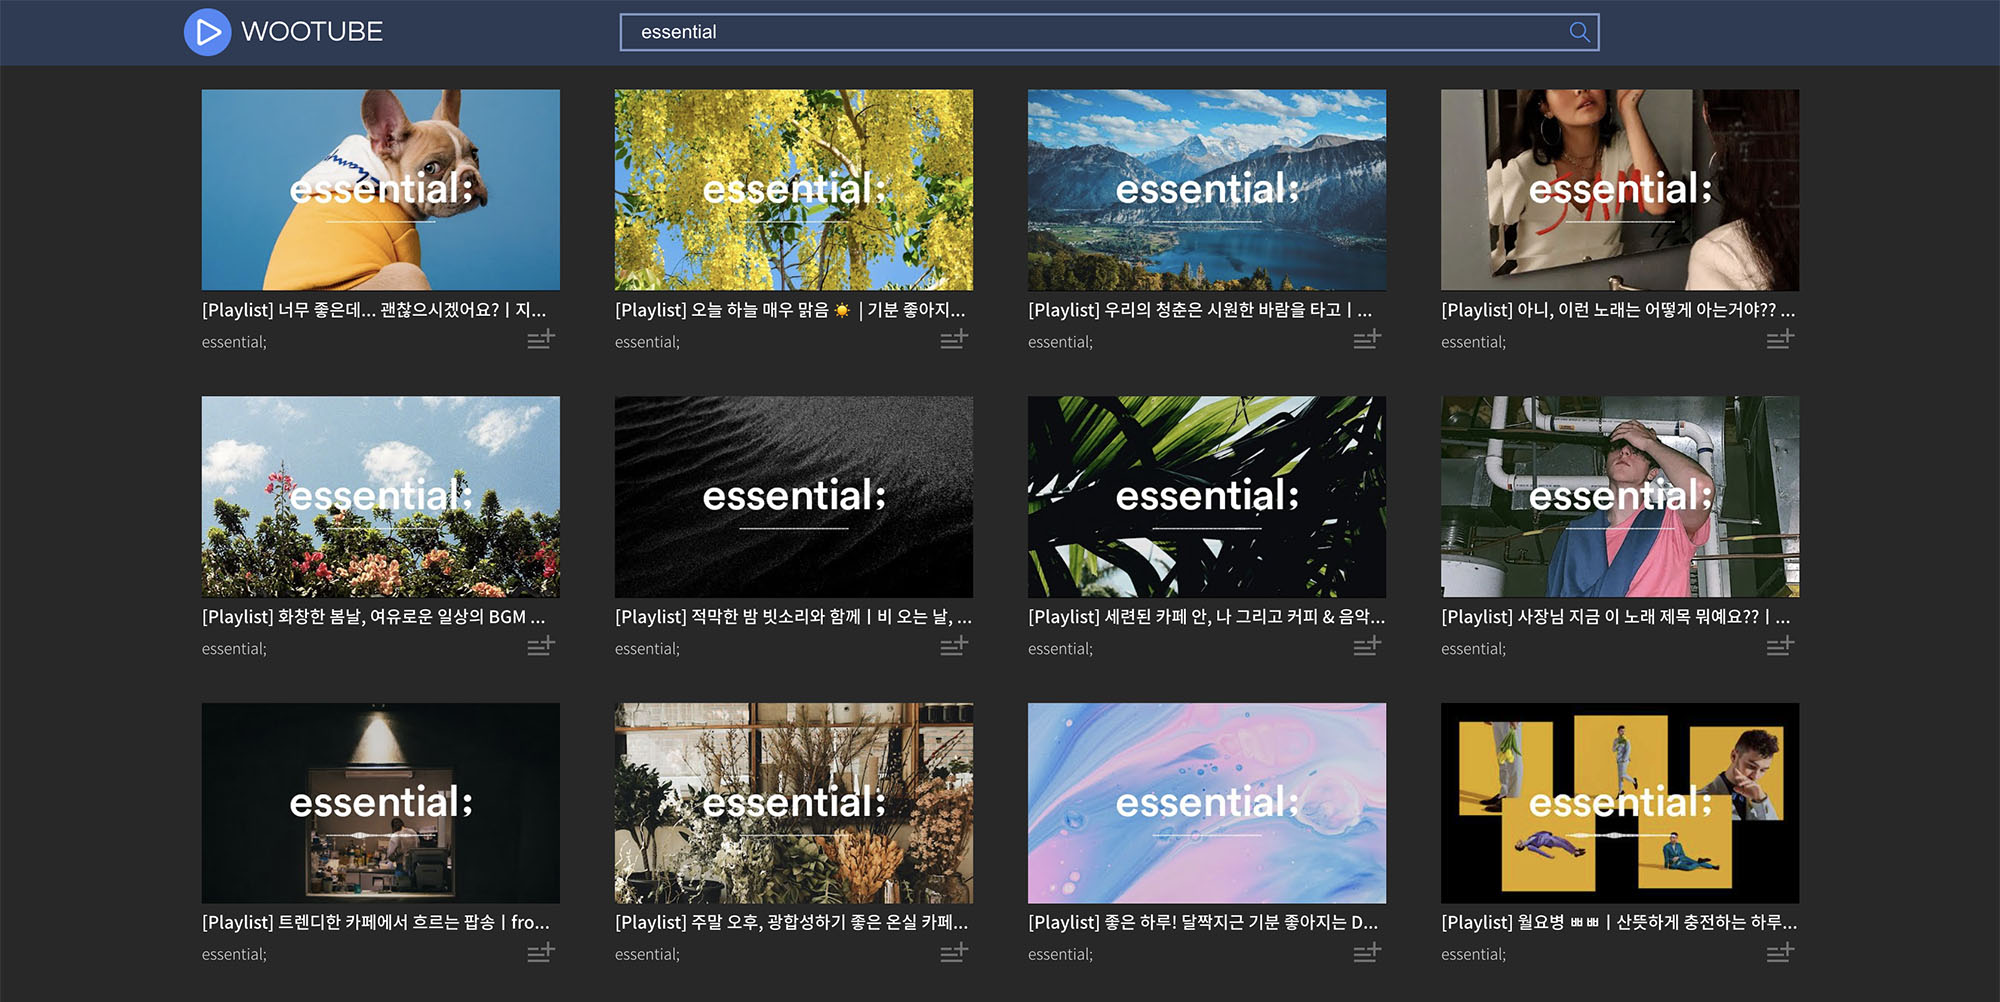 WOOTUBE
essential
essential;
essential;
essential;
essential;
[Playlist] 너무 좋은데... 괜찮으시겠어요?ㅣ지...
[Playlist] 오늘 하늘 매우 맑음 ☀️ | 기분 좋아지...
[Playlist] 우리의 청춘은 시원한 바람을 타고ㅣ...
[Playlist] 아니, 이런 노래는 어떻게 아는거야?? ...
essential;
essential;
essential;
essential;
essential;
essential;
essential;
essential;
[Playlist] 화창한 봄날, 여유로운 일상의 BGM ...
[Playlist] 적막한 밤 빗소리와 함께ㅣ비 오는 날, ...
[Playlist] 세련된 카페 안, 나 그리고 커피 & 음악...
[Playlist] 사장님 지금 이 노래 제목 뭐예요??ㅣ...
essential;
essential;
essential;
essential;
essential;
essential;
essential;
essential;
[Playlist] 트렌디한 카페에서 흐르는 팝송ㅣfro...
[Playlist] 주말 오후, 광합성하기 좋은 온실 카페...
[Playlist] 좋은 하루! 달짝지근 기분 좋아지는 D...
[Playlist] 월요병 ㅃㅃㅣ산뜻하게 충전하는 하루...
essential;
essential;
essential;
essential;